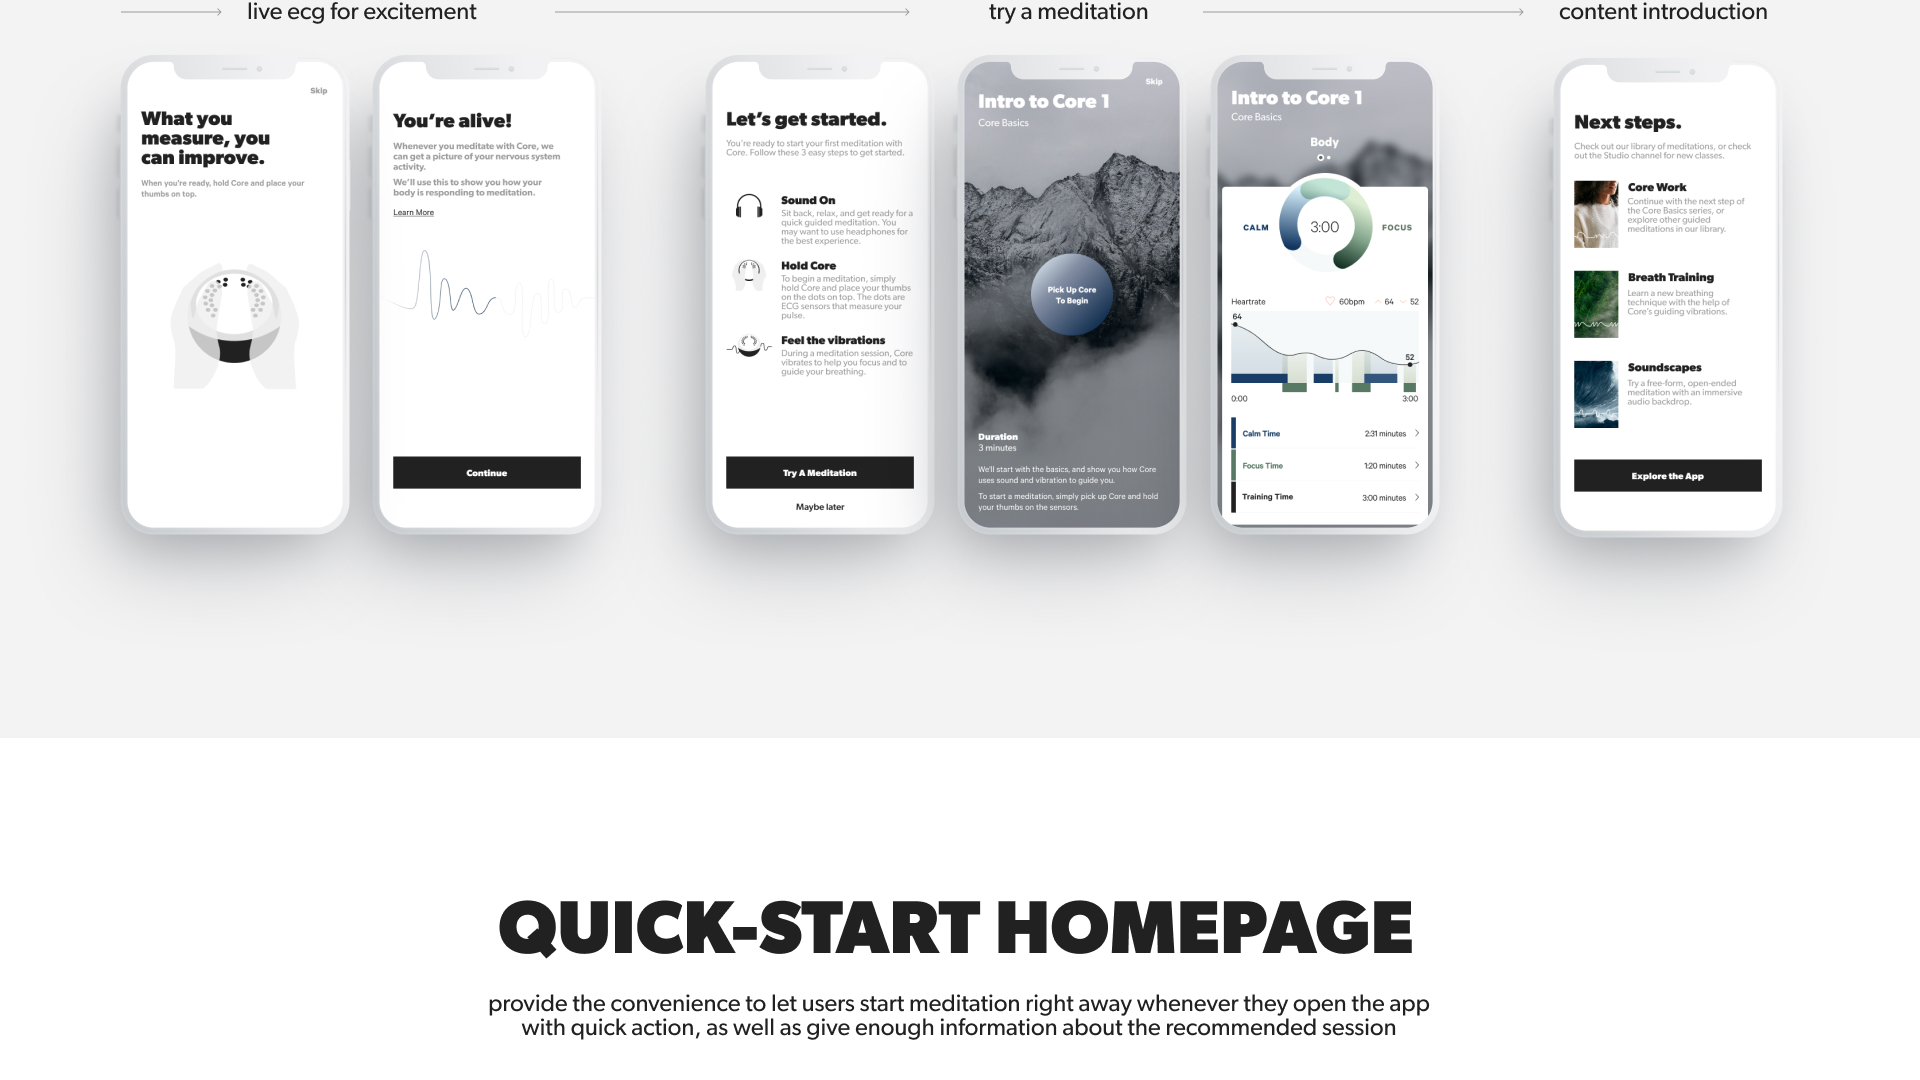 live ecg for excitement
try a meditation
content introduction
Skip
What you
measure, you
can improve.
When you're ready, hold Core and place your
thumbs on top.
You're alive!
Whenever you meditate with Core, we
can get a picture of your nervous system
activity.
We'll use this to show you how your
body is responding to meditation.
Learn More
Continue
Let's get started.
You're ready to start your first meditation with
Core. Follow these 3 easy steps to get started.
Sound On
Sit back, relax, and get ready for a
quick guided meditation. You
may want to use headphones for
the best experience.
Hold Core
To begin a meditation, simply
hold Core and place your thumbs
on the dots on top. The dots are
ECG sensors that measure your
pulse.
Feel the vibrations
During a meditation session, Core
vibrates to help you focus and to
guide your breathing.
Try A Meditation
Maybe later
Skip
Intro to Core 1
Core Basics
Pick Up Core
To Begin
Duration
3 minutes
We'll start with the basics, and show you how Core
uses sound and vibration to guide you.
To start a meditation, simply pick up Core and hold
your thumbs on the sensors.
Intro to Core 1
Core Basics
Body
CALM
3:00
FOCUS
Heartrate
60bpm
64
52
64
52
0:00
3:00
Calm Time
2:31 minutes
Focus Time
1:20 minutes
Training Time
3:00 minutes
Next steps.
Check out our library of meditations, or check
out the Studio channel for new classes.
Core Work
Continue with the next step of
the Core Basics series, or
explore other guided
meditations in our library.
Breath Training
Learn a new breathing
technique with the help of
Core's guiding vibrations.
Soundscapes
Try a free-form, open-ended
meditation with an immersive
audio backdrop.
Explore the App
QUICK-START HOMEPAGE
provide the convenience to let users start meditation right away whenever they open the app
with quick action, as well as give enough information about the recommended session